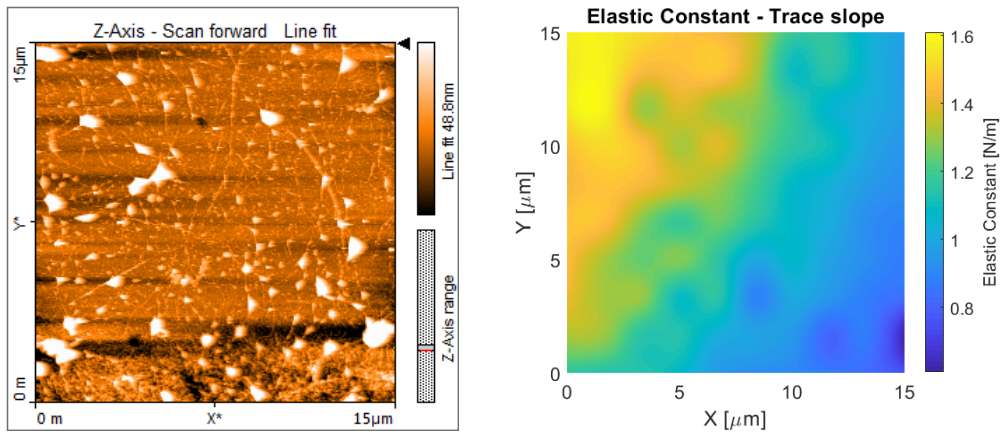 Z-Axis - Scan forward Line fit
15µm
Y*
0 m
0 m
X*
15µm
Line fit 48.8nm
Z-Axis range
Elastic Constant - Trace slope
15
10
5
0
Y [μm]
0
5
10
15
X [μm]
1.6
1.4
1.2
1
0.8
Elastic Constant [N/m]